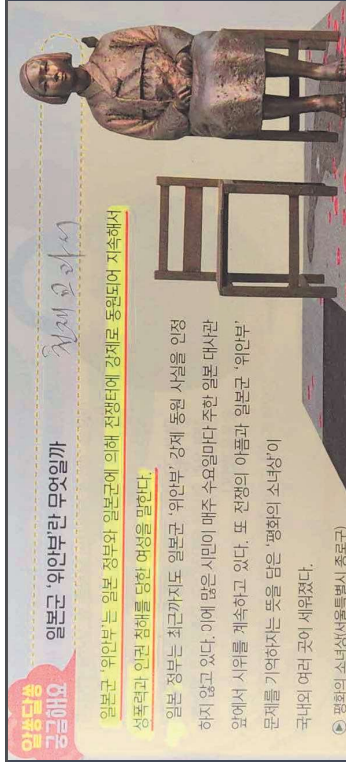 알쏭달쏭
궁금해요
일본군 ‘위안부’란 무엇일까
천재 교과서
일본군 ‘위안부’는 일본 정부와 일본군에 의해 전쟁터에 강제로 동원되어 지속해서
성폭력과 인권 침해를 당한 여성을 말한다.
일본 정부는 최근까지도 일본군 ‘위안부’ 강제 동원 사실을 인정
하지 않고 있다. 이에 많은 시민이 매주 수요일마다 주한 일본 대사관
앞에서 시위를 계속하고 있다. 또 전쟁의 아픔과 일본군 ‘위안부’
문제를 기억하자는 뜻을 담은 ‘평화의 소녀상’이
국내외 여러 곳에 세워졌다.
▶ 평화의 소녀상(서울특별시 종로구)